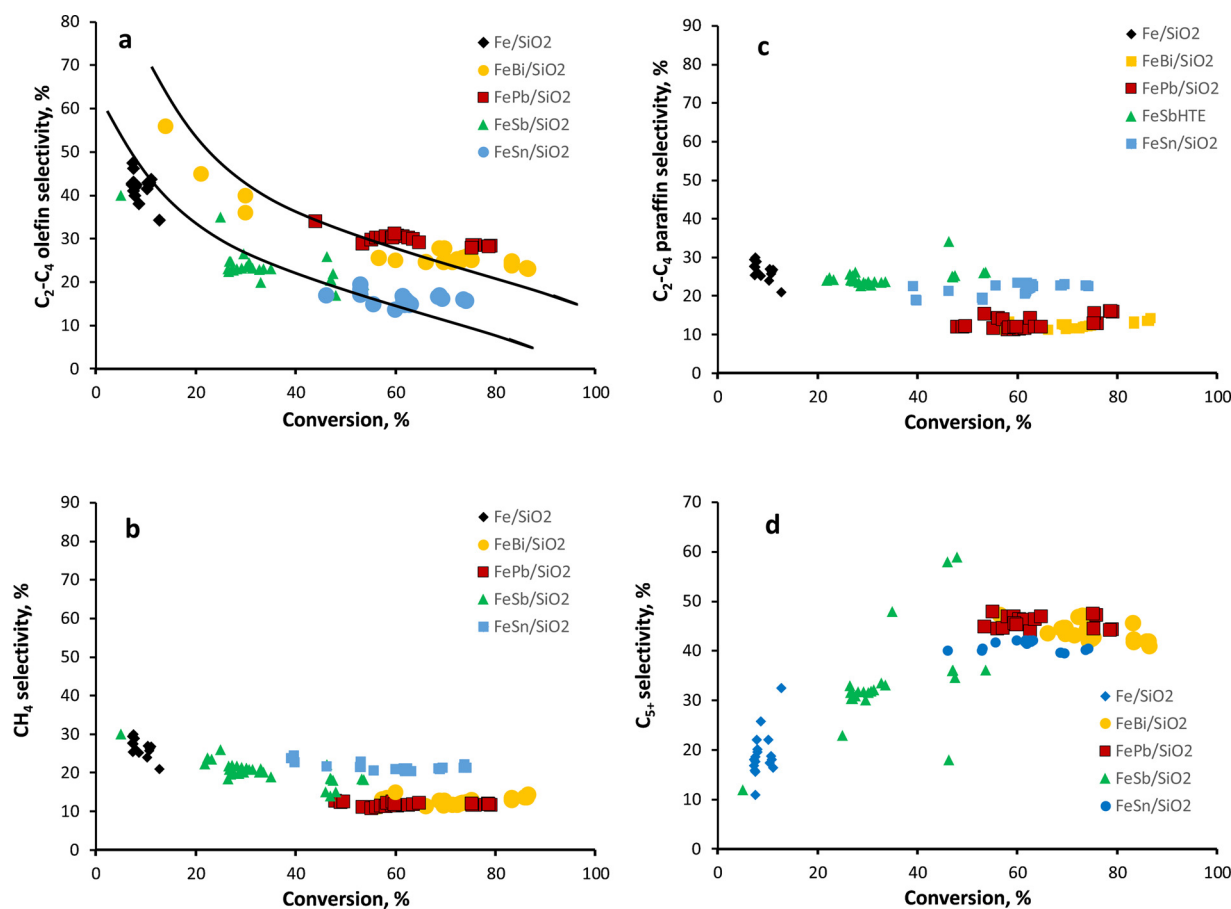 a
C2-C4 olefin selectivity, %
80
70
60
50
40
30
20
10
0
0 20 40 60 80 100
Conversion, %
Fe/SiO2
FeBi/SiO2
FePb/SiO2
FeSb/SiO2
FeSn/SiO2
c
C2-C4 paraffin selectivity, %
90
80
70
60
50
40
30
20
10
0
0 20 40 60 80 100
Conversion, %
Fe/SiO2
FeBi/SiO2
FePb/SiO2
FeSbHTE
FeSn/SiO2
b
CH4 selectivity, %
90
80
70
60
50
40
30
20
10
0
0 20 40 60 80 100
Conversion, %
Fe/SiO2
FeBi/SiO2
FePb/SiO2
FeSb/SiO2
FeSn/SiO2
d
C5+ selectivity, %
70
60
50
40
30
20
10
0
0 20 40 60 80 100
Conversion, %
Fe/SiO2
FeBi/SiO2
FePb/SiO2
FeSb/SiO2
FeSn/SiO2